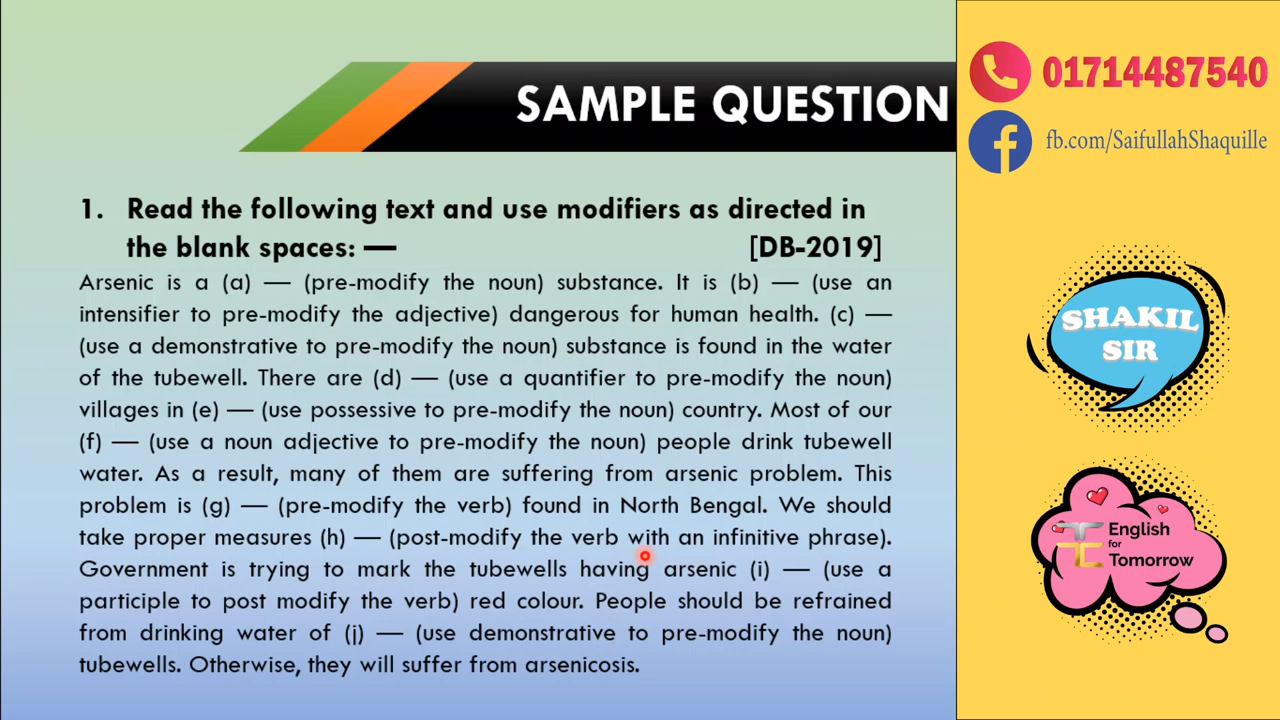 SAMPLE QUESTION
1. Read the following text and use modifiers as directed in
the blank spaces: — [DB-2019]
Arsenic is a (a) — (pre-modify the noun) substance. It is (b) — (use an
intensifier to pre-modify the adjective) dangerous for human health. (c) —
(use a demonstrative to pre-modify the noun) substance is found in the water
of the tubewell. There are (d) — (use a quantifier to pre-modify the noun)
villages in (e) — (use possessive to pre-modify the noun) country. Most of our
(f) — (use a noun adjective to pre-modify the noun) people drink tubewell
water. As a result, many of them are suffering from arsenic problem. This
problem is (g) — (pre-modify the verb) found in North Bengal. We should
take proper measures (h) — (post-modify the verb with an infinitive phrase).
Government is trying to mark the tubewells having arsenic (i) — (use a
participle to post modify the verb) red colour. People should be refrained
from drinking water of (j) — (use demonstrative to pre-modify the noun)
tubewells. Otherwise, they will suffer from arsenicosis.
01714487540
fb.com/SaifullahShaquille
SHAKIL
SIR
English
for
Tomorrow